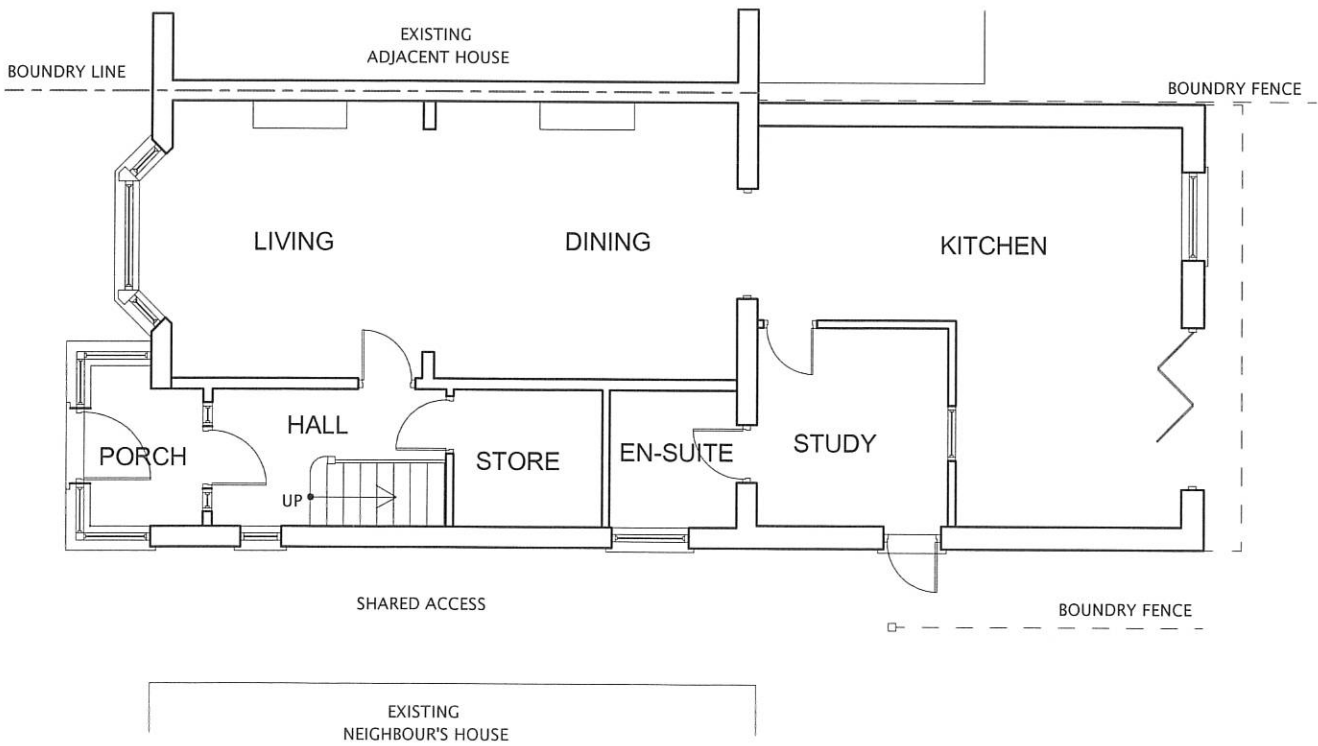 EXISTING
ADJACENT HOUSE
BOUNDRY LINE
BOUNDRY FENCE
LIVING
DINING
KITCHEN
HALL
PORCH
STORE
EN-SUITE
STUDY
UP
SHARED ACCESS
BOUNDRY FENCE
EXISTING
NEIGHBOUR'S HOUSE